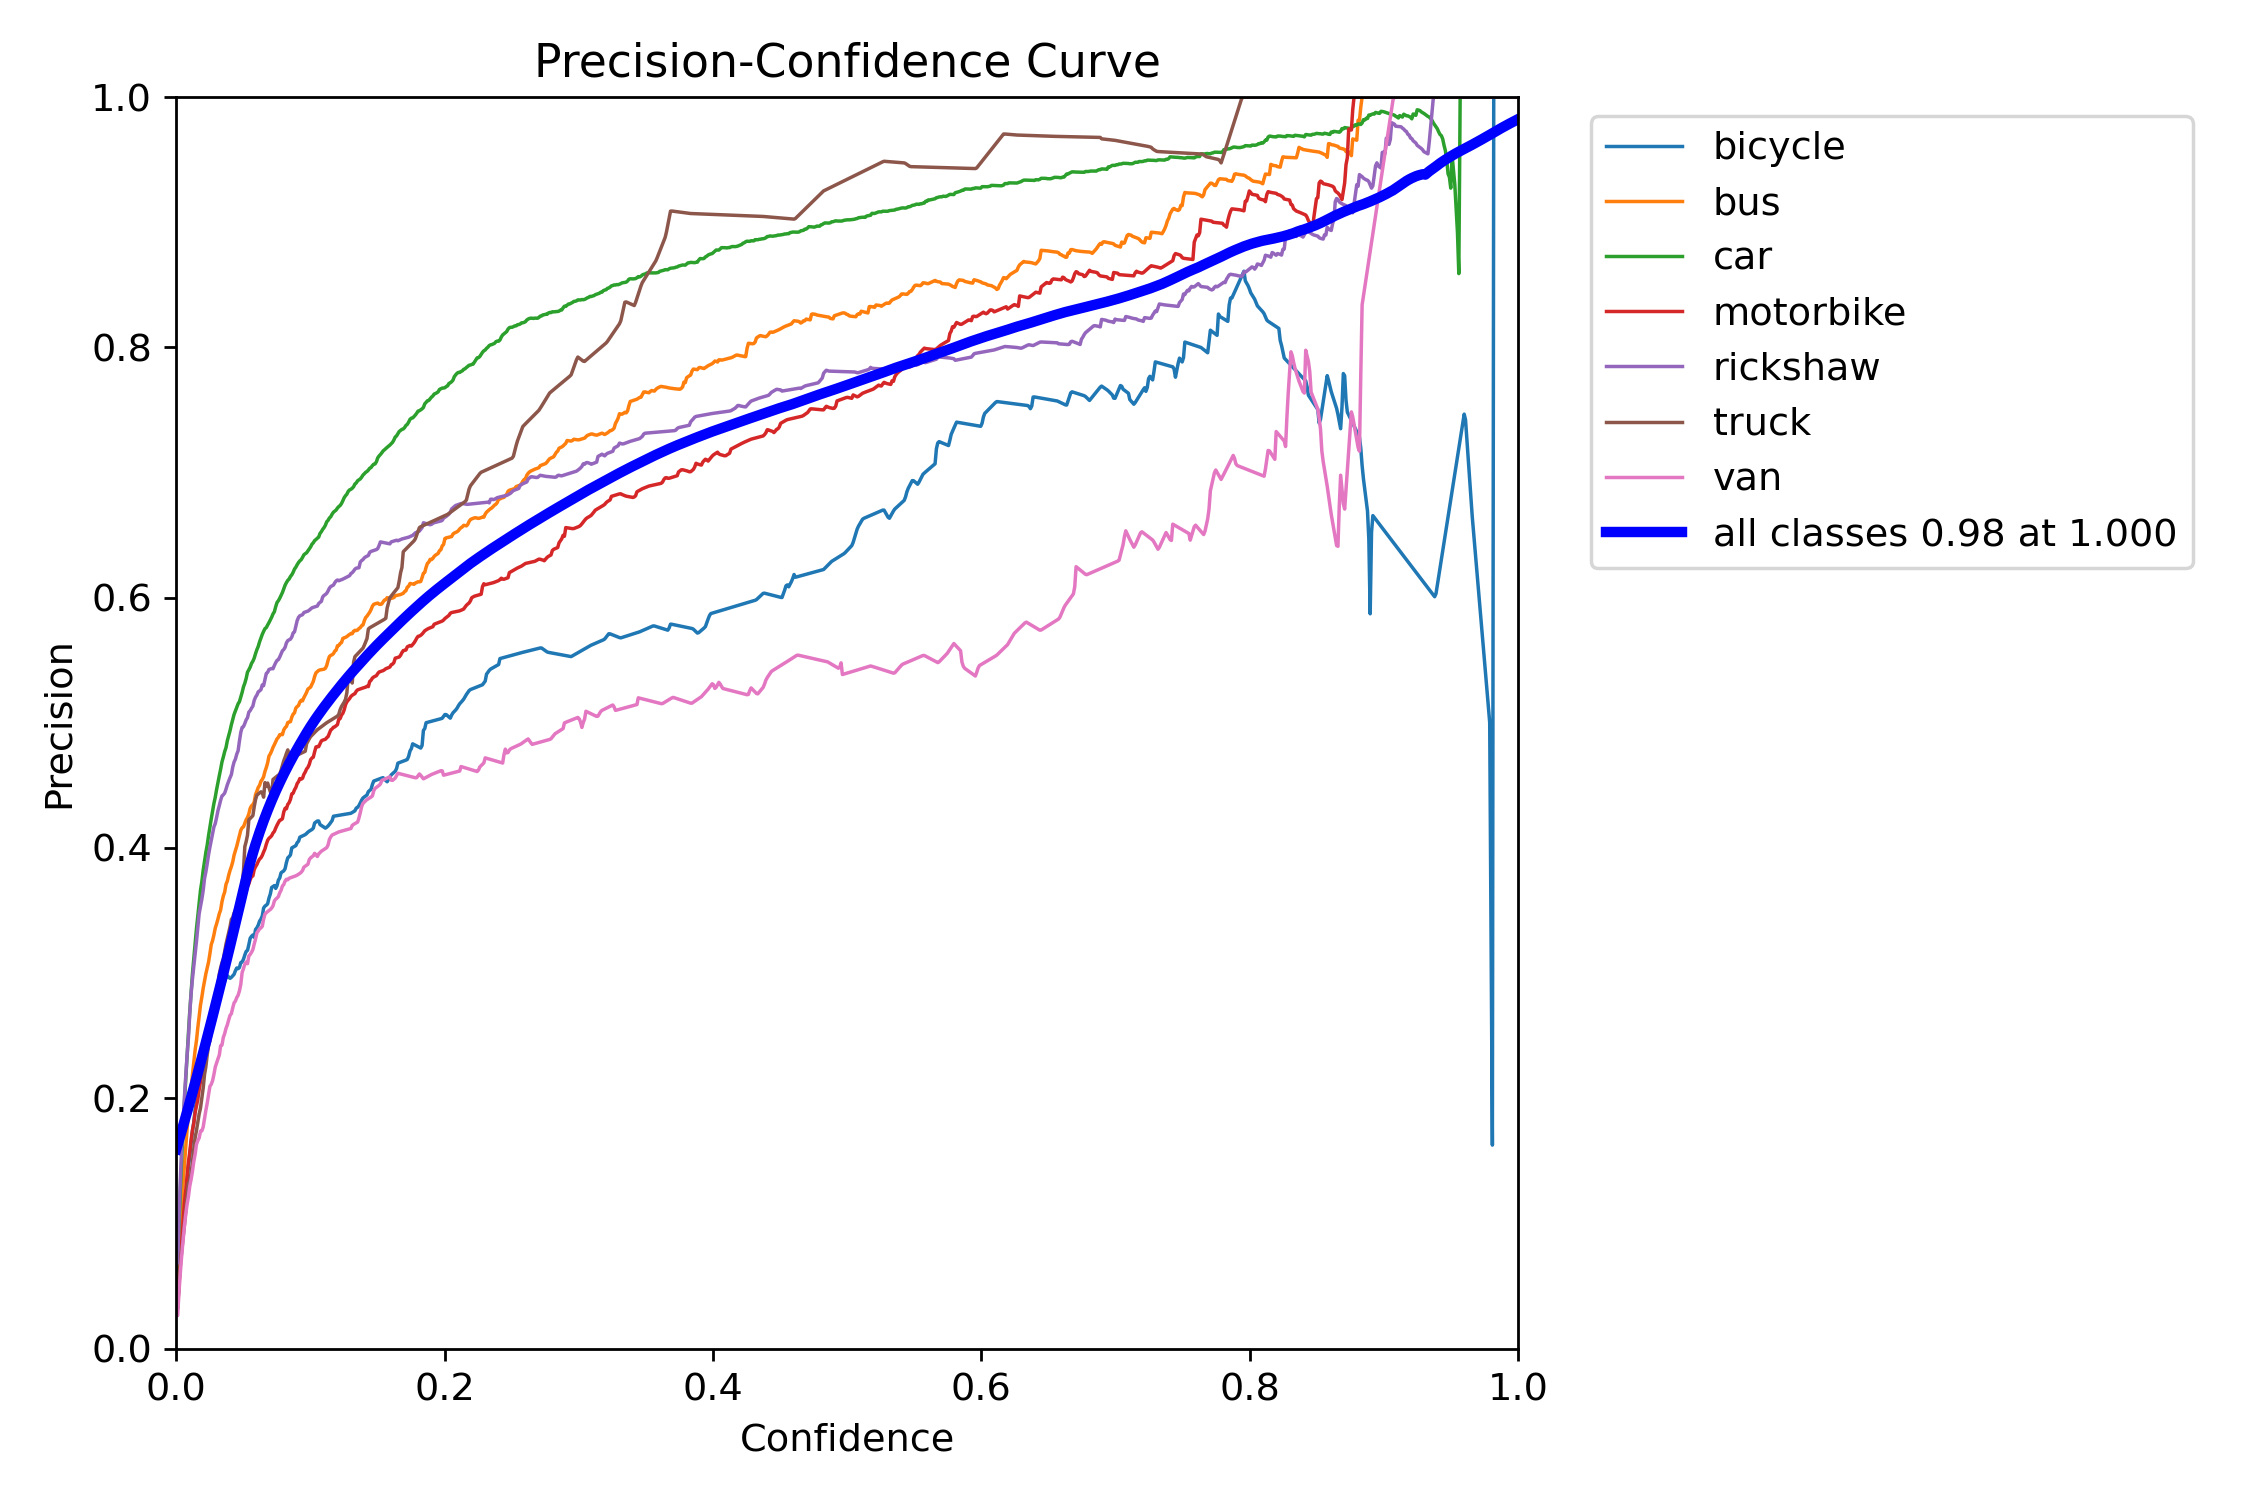 Precision-Confidence Curve
1.0
0.8
0.6
0.4
0.2
0.0
Precision
0.0 0.2 0.4 0.6 0.8 1.0
Confidence
bicycle
bus
car
motorbike
rickshaw
truck
van
all classes 0.98 at 1.000